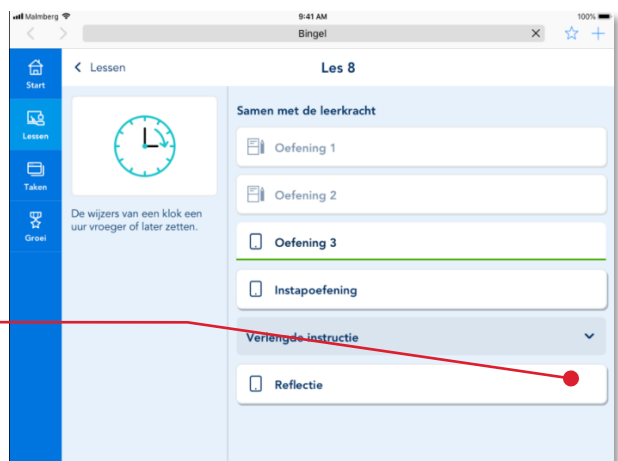 Malmberg 9:41 AM 100%
Bingel
Start
Lessen
Taken
Groei
Lessen
Les 8
De wijzers van een klok een
uur vroeger of later zetten.
Samen met de leerkracht
Oefening 1
Oefening 2
Oefening 3
Instapoefening
Verlengde instructie
Reflectie